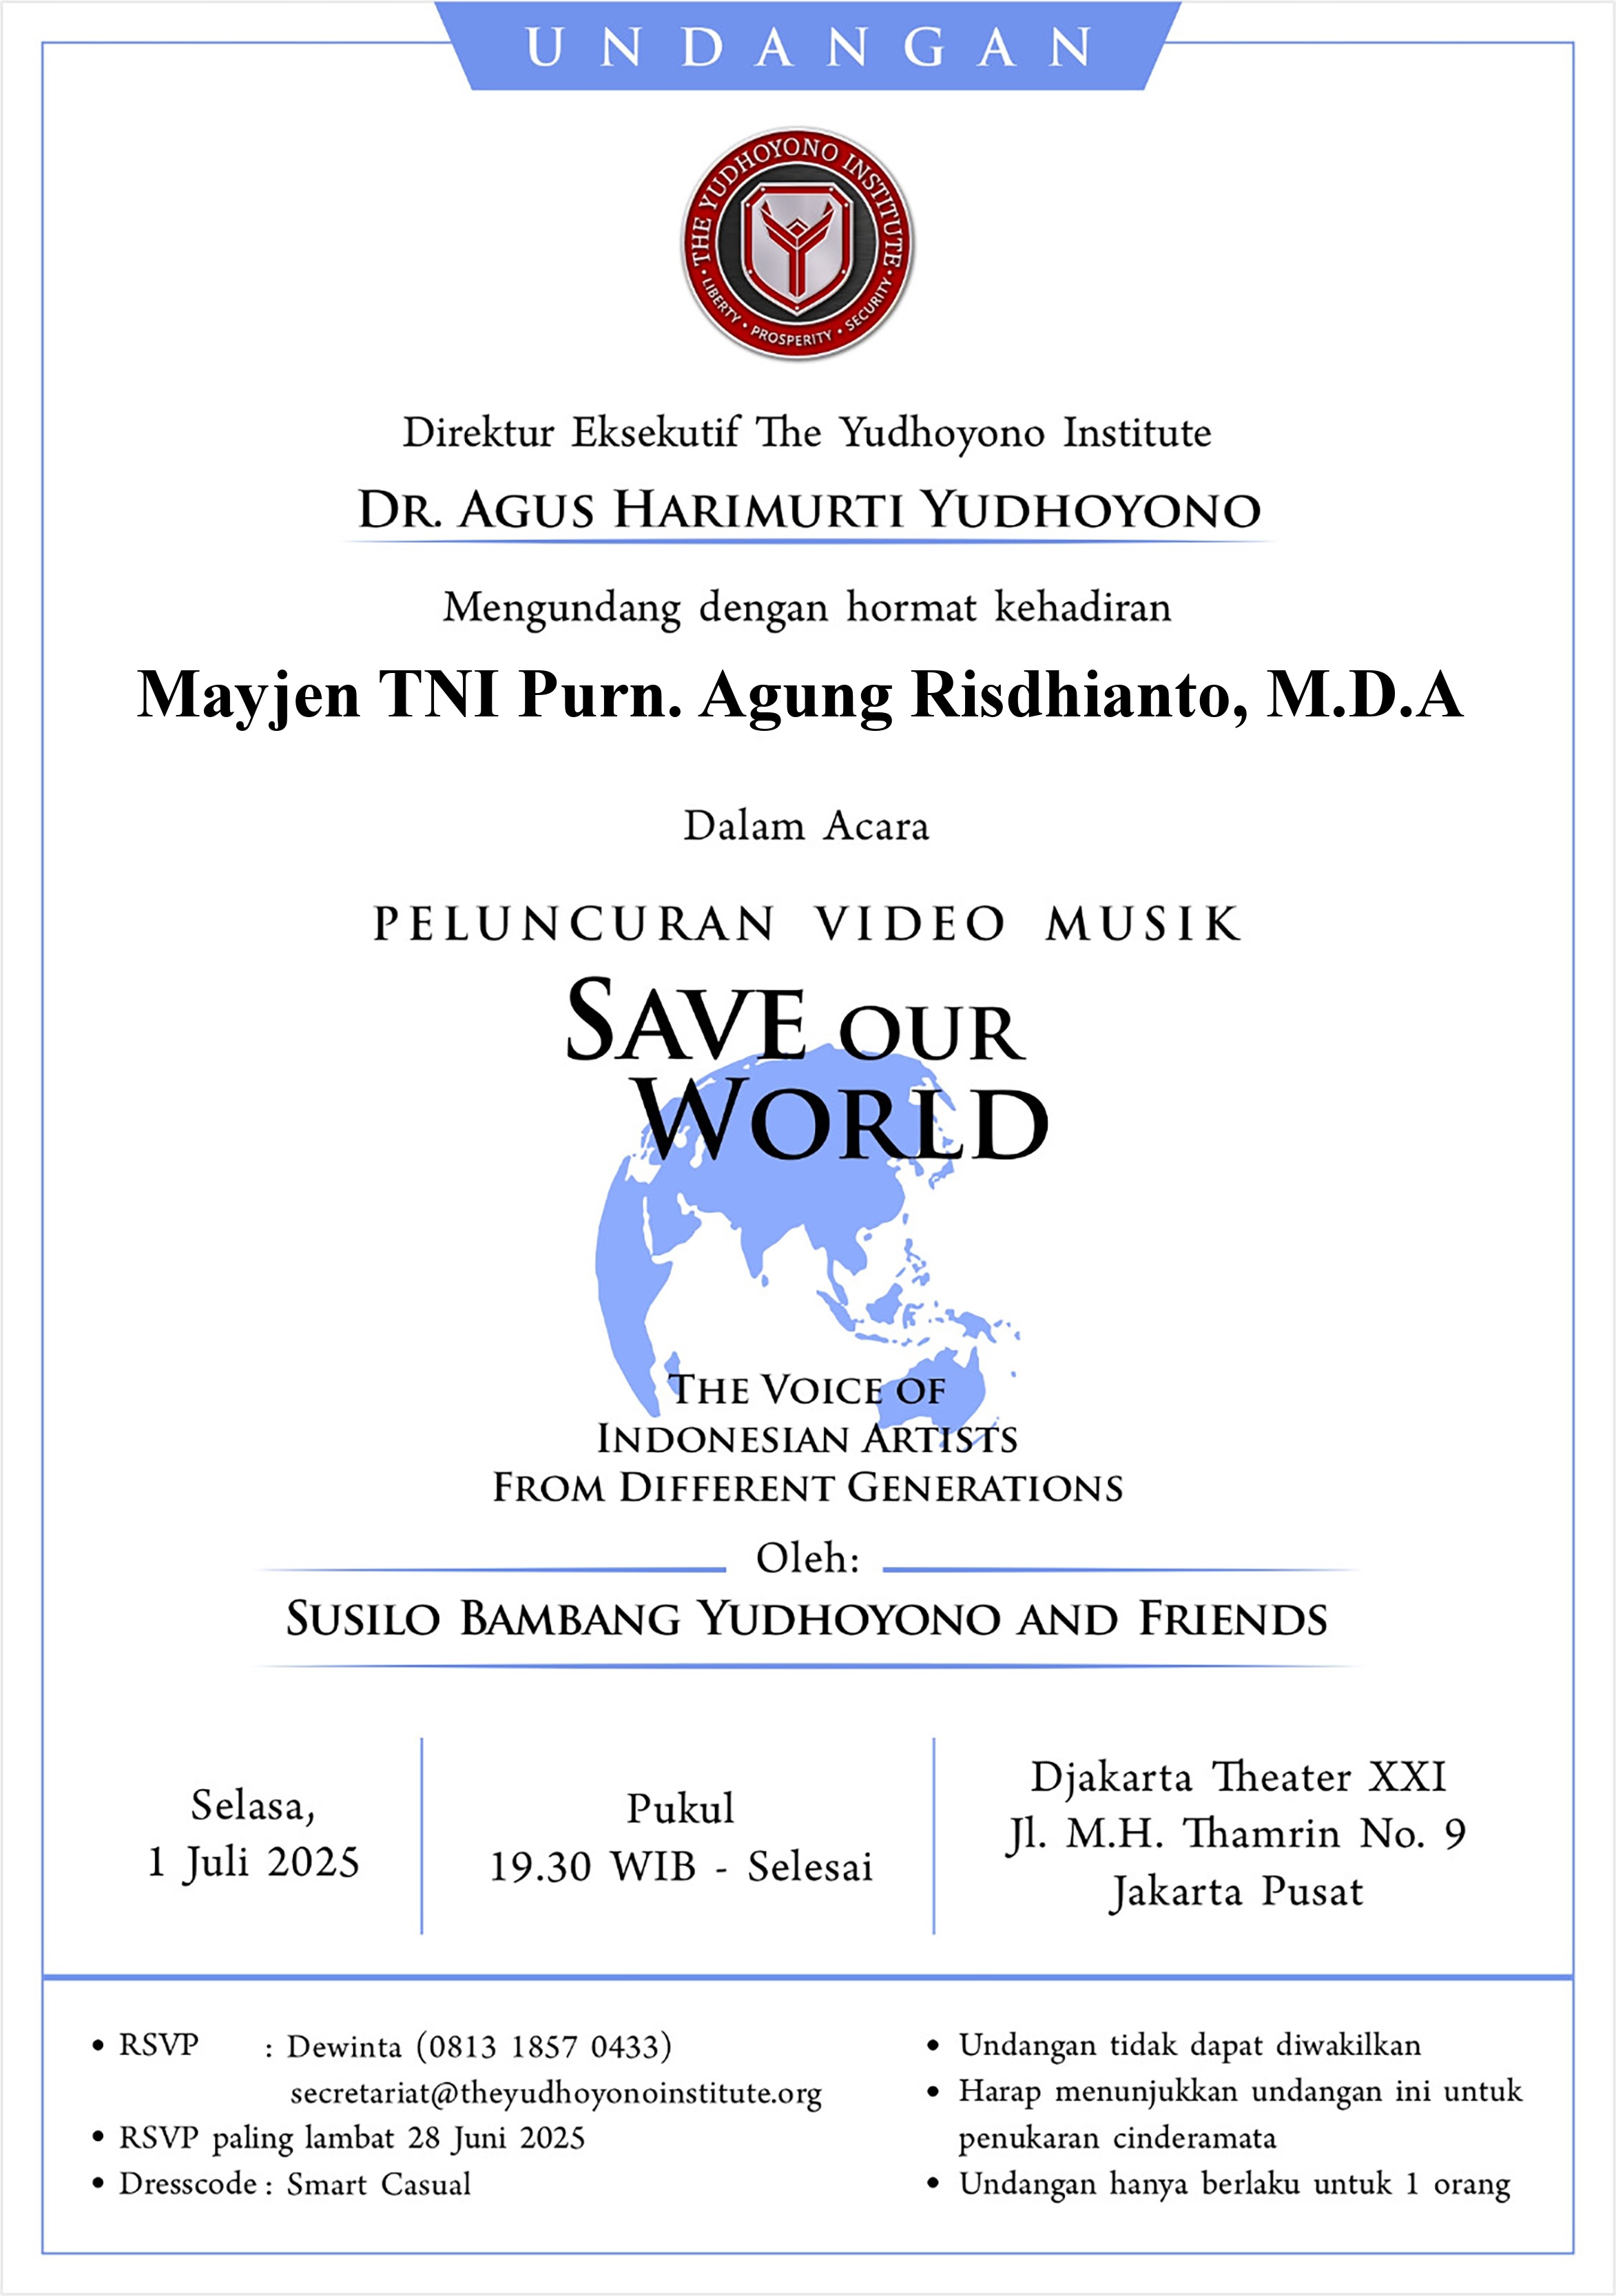 UNDANGAN
THE YUDHOYONO INSTITUTE
• LIBERTY • PROSPERITY • SECURITY •
Direktur Eksekutif The Yudhoyono Institute
DR. AGUS HARIMURTI YUDHOYONO
Mengundang dengan hormat kehadiran
Mayjen TNI Purn. Agung Risdhianto, M.D.A
Dalam Acara
PELUNCURAN VIDEO MUSIK
SAVE OUR
WORLD
THE VOICE OF
INDONESIAN ARTISTS
FROM DIFFERENT GENERATIONS
Oleh:
SUSILO BAMBANG YUDHOYONO AND FRIENDS
Selasa,
1 Juli 2025
Pukul
19.30 WIB - Selesai
Djakarta Theater XXI
Jl. M.H. Thamrin No. 9
Jakarta Pusat
• RSVP : Dewinta (0813 1857 0433)
secretariat@theyudhoyonoinstitute.org
• RSVP paling lambat 28 Juni 2025
• Dresscode : Smart Casual
• Undangan tidak dapat diwakilkan
• Harap menunjukkan undangan ini untuk
penukaran cinderamata
• Undangan hanya berlaku untuk 1 orang